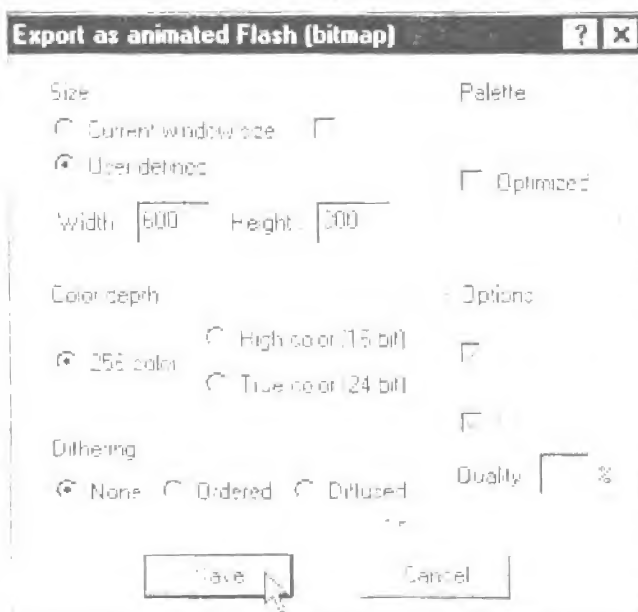 Export as animated Flash (bitmap) ? X
Size
Current window size
User defined
Width 600 Height: 300
Palette
Optimized
Color depth
256 color
High color (16 bit)
True color (24 bit)
Options
Dithering
None Ordered Diffused
Quality %
Save Cancel